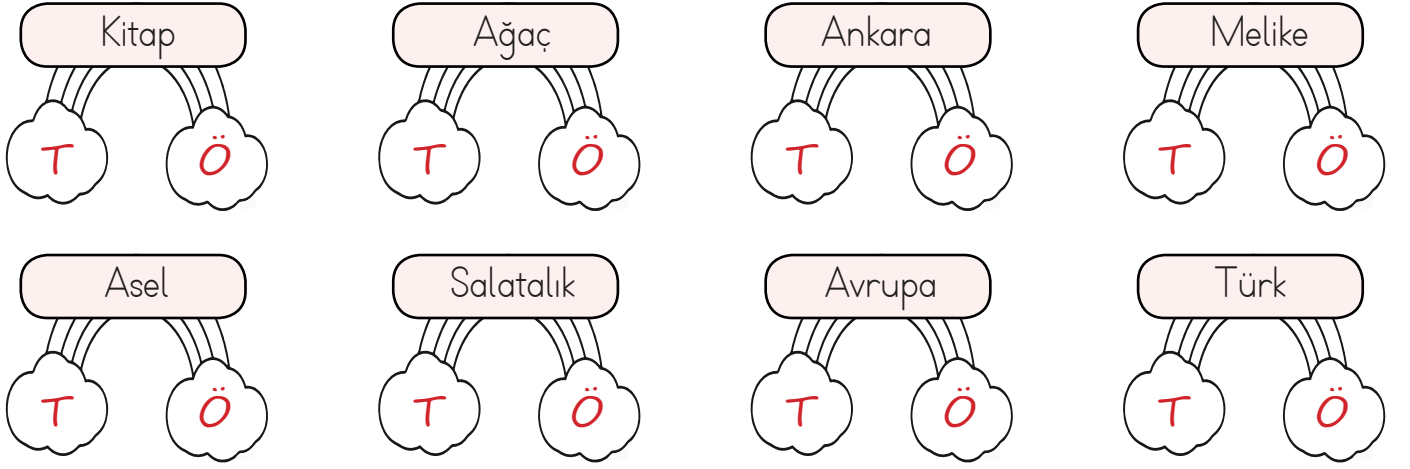 Kitap Ağaç Ankara Melike
T Ö T Ö T Ö T Ö
Asel Salatalık Avrupa Türk
T Ö T Ö T Ö T Ö